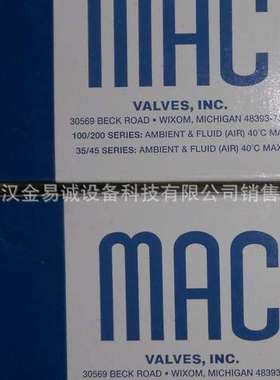 MAC
VALVES, INC.
30569 BECK ROAD • WIXOM, MICHIGAN 48393-7
100/200 SERIES: AMBIENT & FLUID (AIR) 40°C MAX
35/45 SERIES: AMBIENT & FLUID (AIR) 40°C MAX
汉金易诚设备科技有限公司销售
MAC
VALVES, INC.
30569 BECK ROAD • WIXOM, MICHIGAN 48393